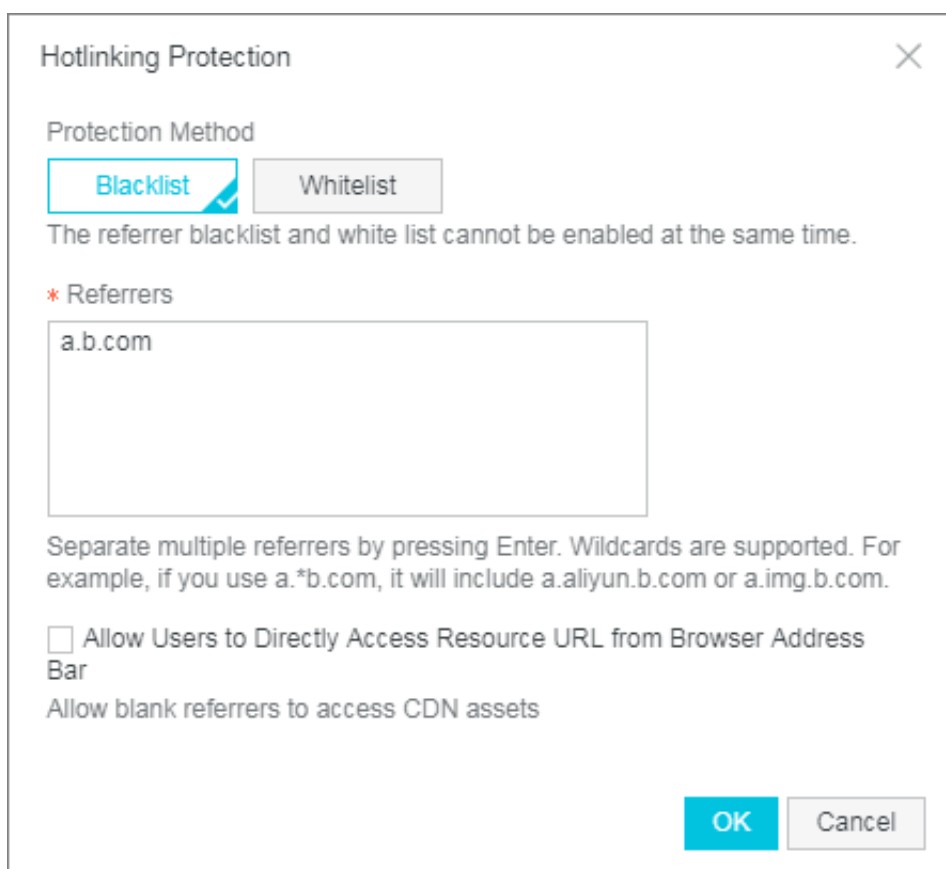 Hotlinking Protection
Protection Method
Blacklist Whitelist
The referrer blacklist and white list cannot be enabled at the same time.
* Referrers
a.b.com
Separate multiple referrers by pressing Enter. Wildcards are supported. For
example, if you use a.*b.com, it will include a.aliyun.b.com or a.img.b.com.
Allow Users to Directly Access Resource URL from Browser Address
Bar
Allow blank referrers to access CDN assets
OK Cancel